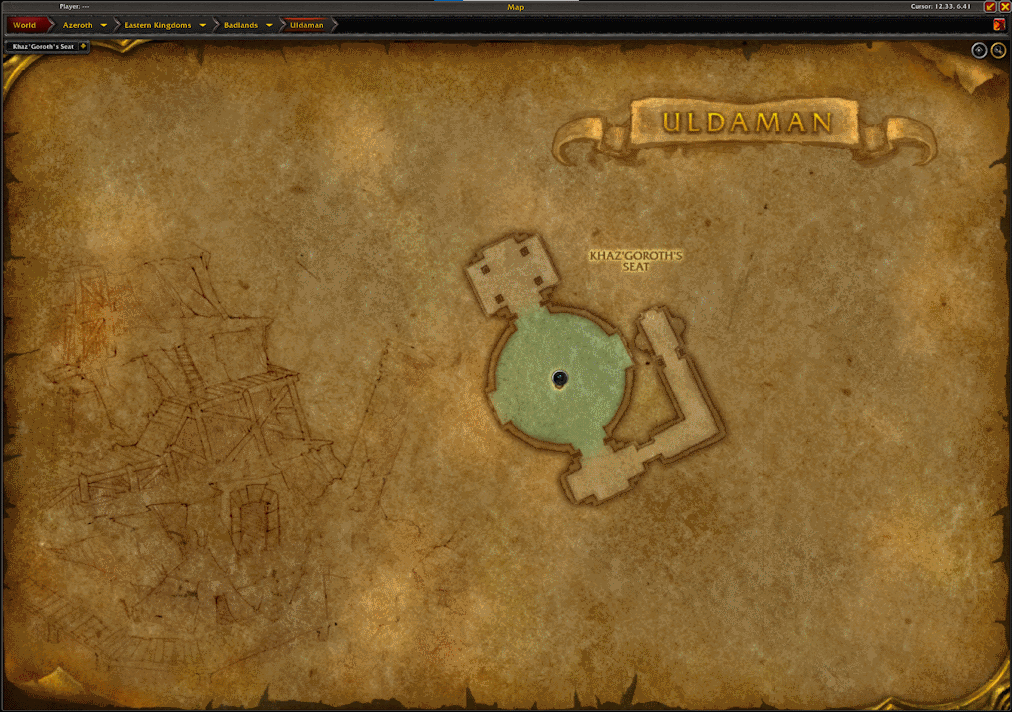 Player: ---
Map
Cursor: 12.33, 6.41
World
Azeroth
Eastern Kingdoms
Badlands
Uldaman
Khaz'Goroth's Seat
ULDAMAN
KHAZ'GOROTH'S
SEAT